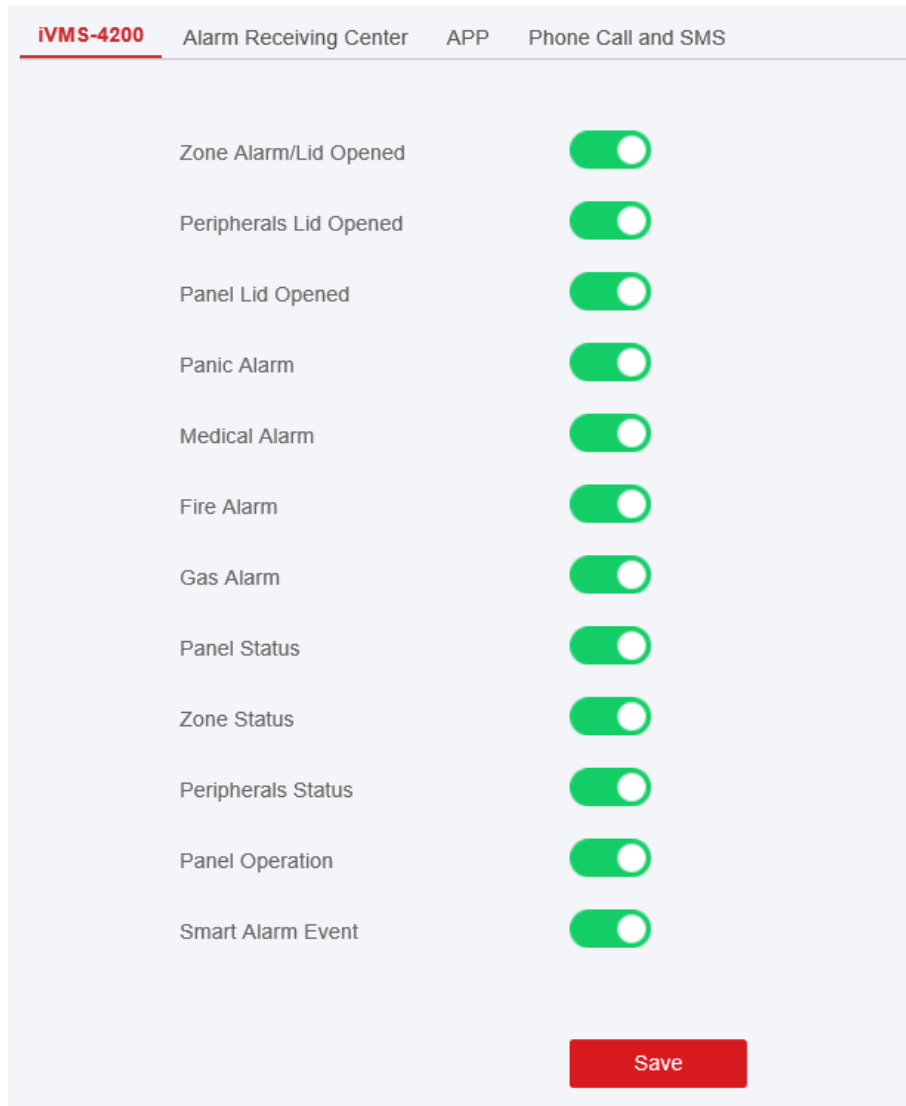 iVMS-4200 Alarm Receiving Center APP Phone Call and SMS
Zone Alarm/Lid Opened
Peripherals Lid Opened
Panel Lid Opened
Panic Alarm
Medical Alarm
Fire Alarm
Gas Alarm
Panel Status
Zone Status
Peripherals Status
Panel Operation
Smart Alarm Event
Save